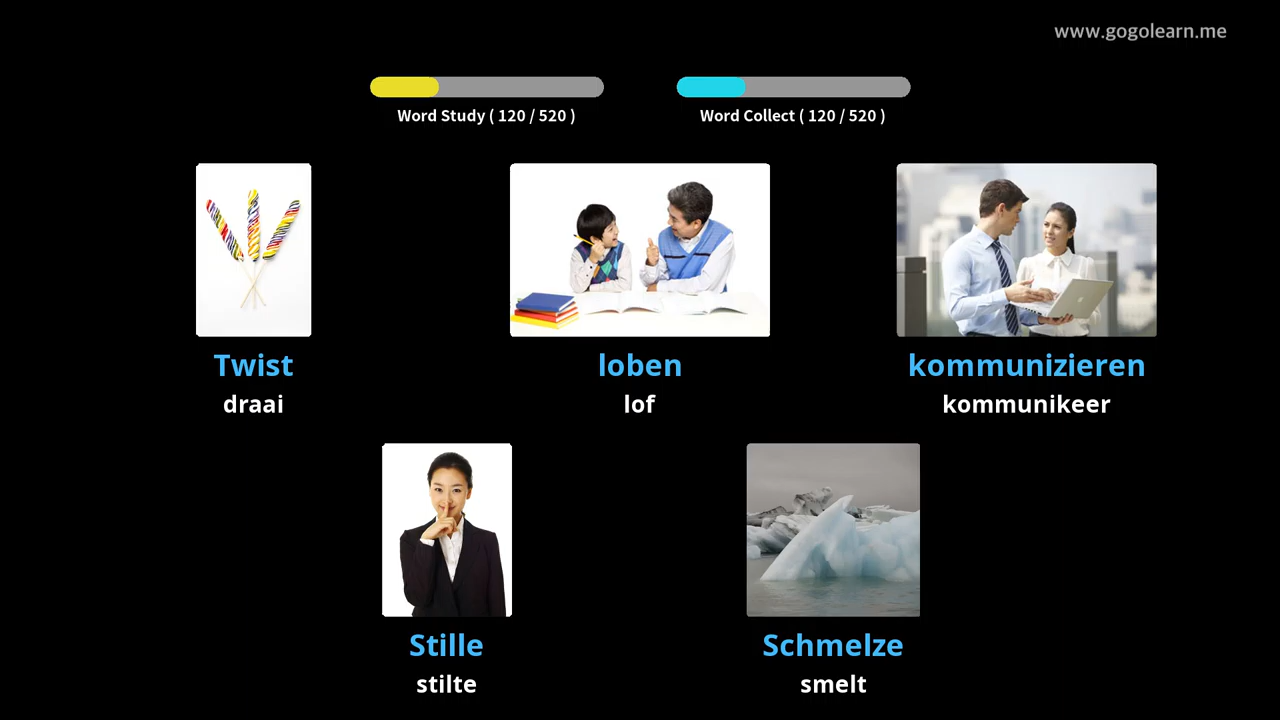 www.gogolearn.me
Word Study ( 120 / 520 )
Word Collect ( 120 / 520 )
Twist
draai
loben
lof
kommunizieren
kommunikeer
Stille
stilte
Schmelze
smelt